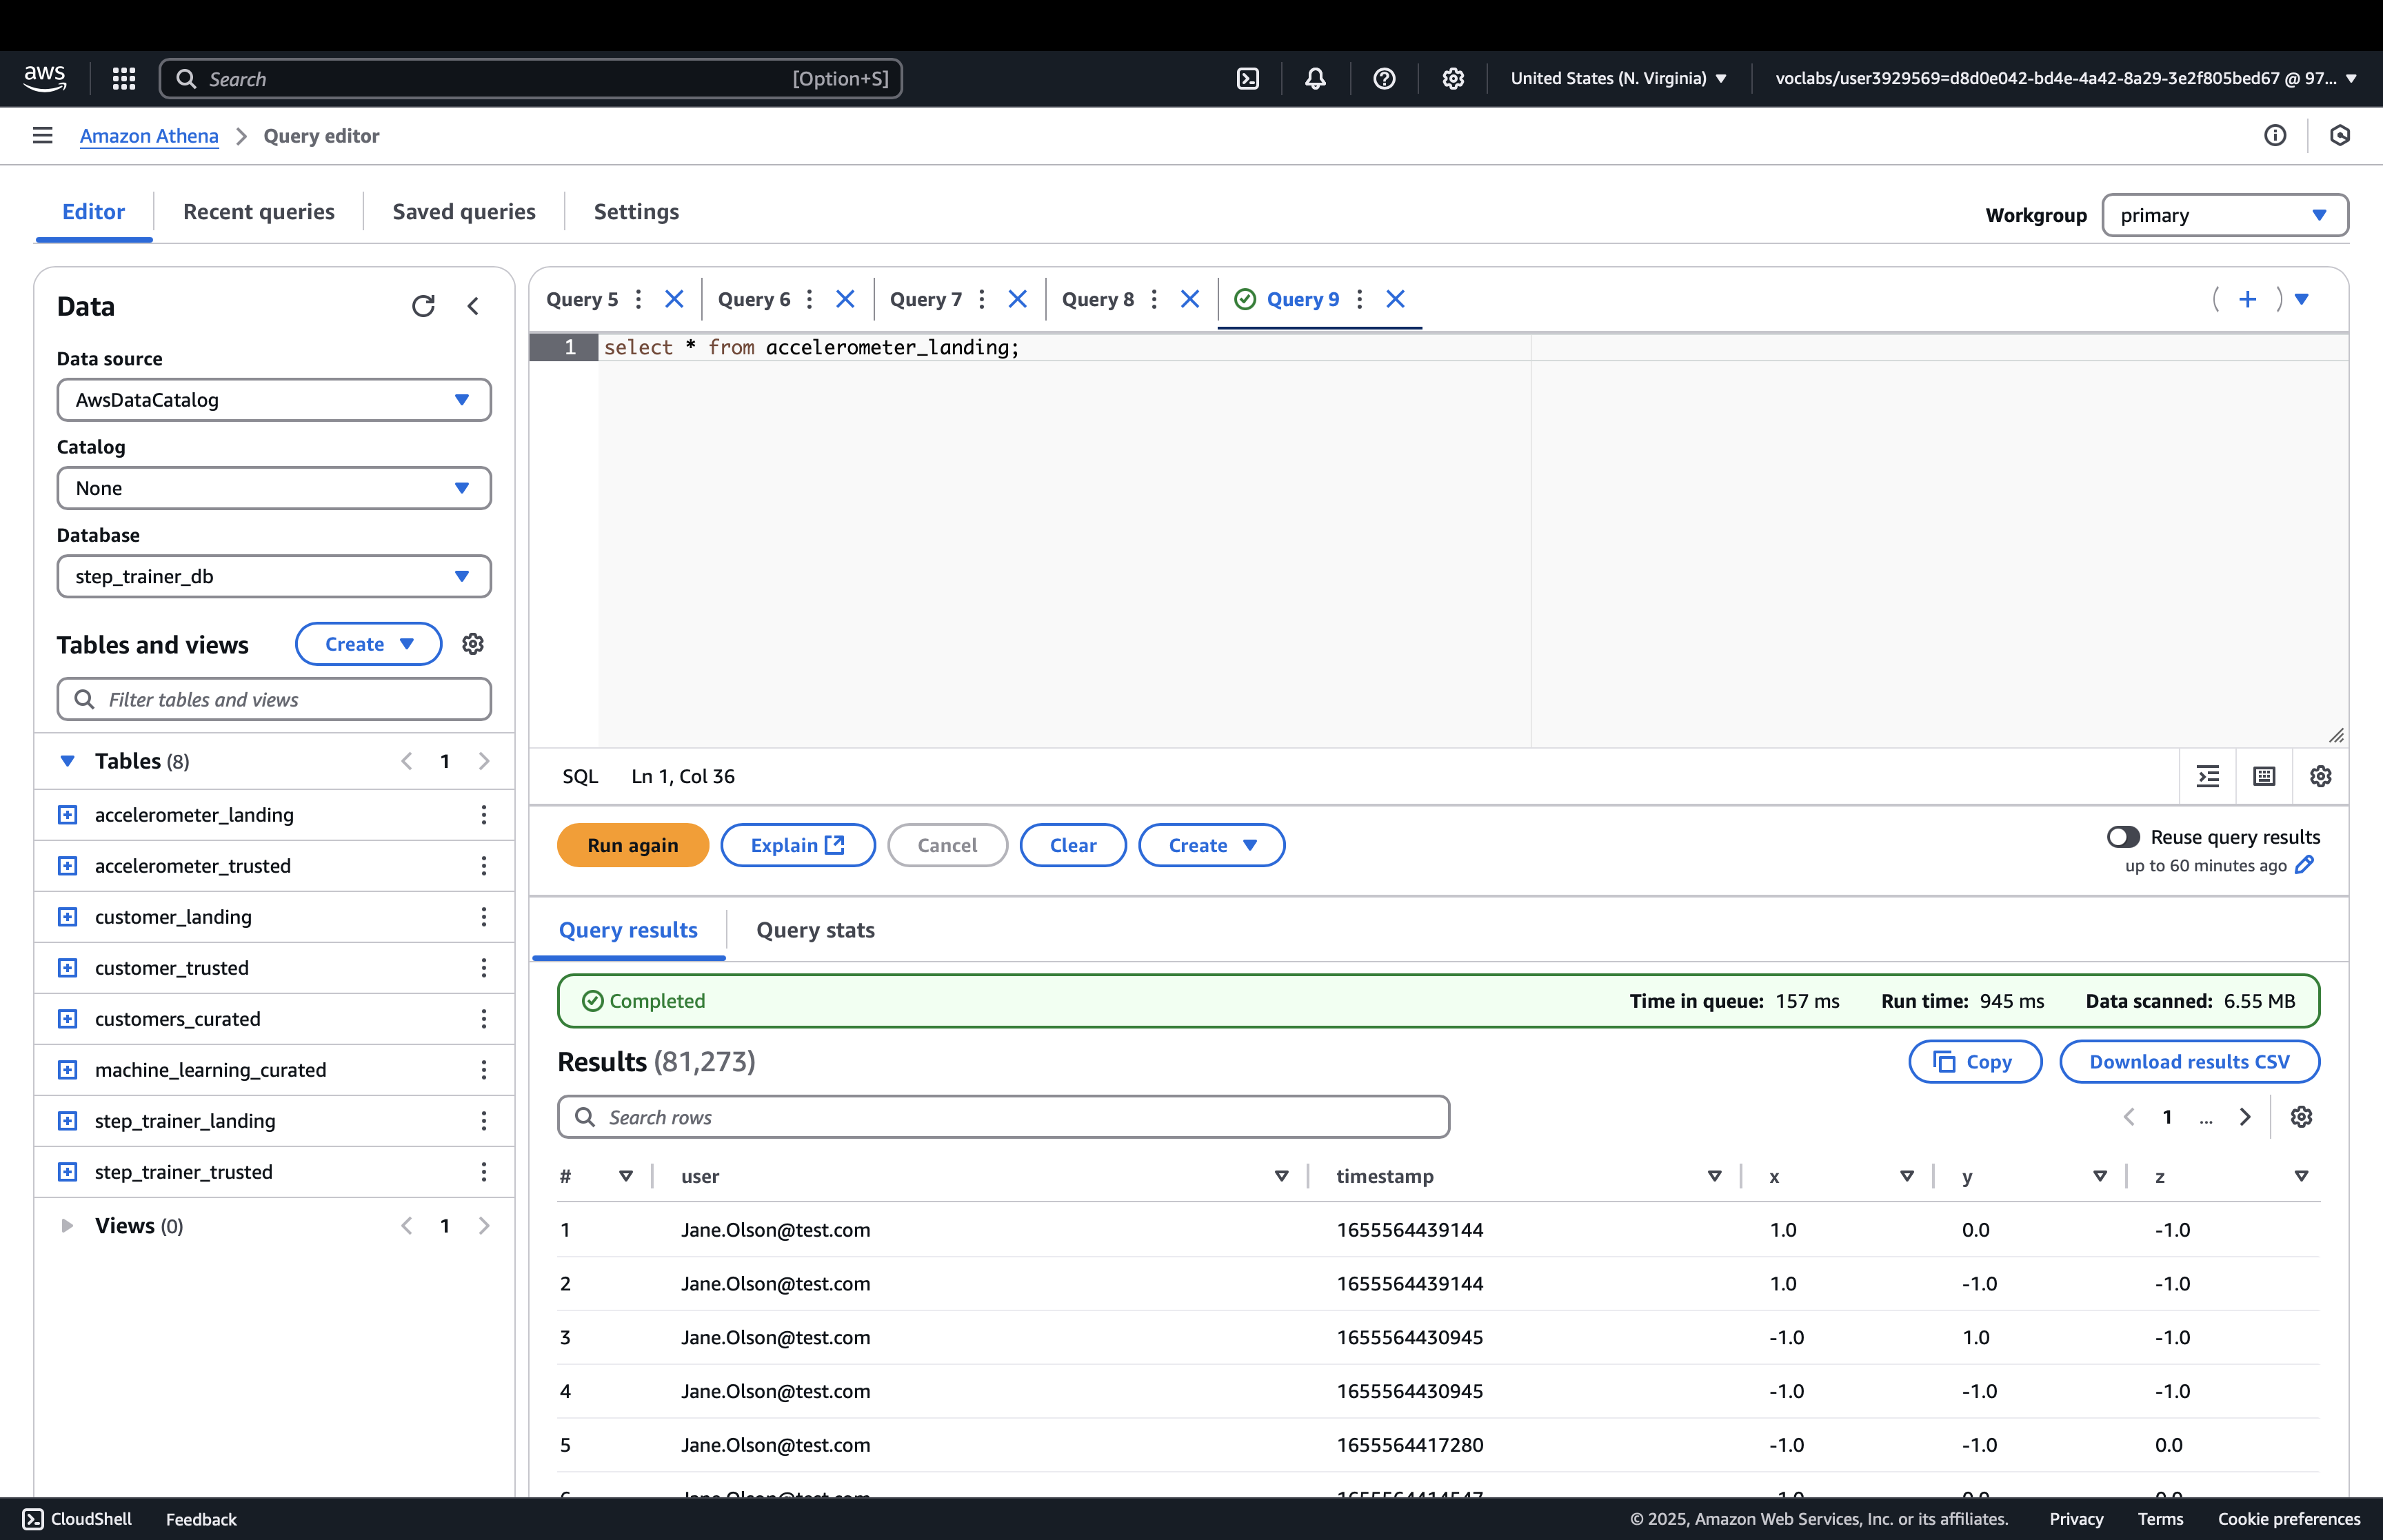 aws
Search [Option+S]
United States (N. Virginia)
voclabs/user3929569=d8d0e042-bd4e-4a42-8a29-3e2f805bed67 @ 97...
Amazon Athena
Query editor
Editor
Recent queries
Saved queries
Settings
Workgroup
primary
Data
Data source
AwsDataCatalog
Catalog
None
Database
step_trainer_db
Tables and views
Create
Filter tables and views
Tables (8)
1
accelerometer_landing
accelerometer_trusted
customer_landing
customer_trusted
customers_curated
machine_learning_curated
step_trainer_landing
step_trainer_trusted
Views (0)
1
Query 5
Query 6
Query 7
Query 8
Query 9
1 select * from accelerometer_landing;
SQL Ln 1, Col 36
Run again
Explain
Cancel
Clear
Create
Reuse query results
up to 60 minutes ago
Query results
Query stats
Completed
Time in queue: 157 ms
Run time: 945 ms
Data scanned: 6.55 MB
Results (81,273)
Copy
Download results CSV
Search rows
1 ...
# user timestamp x y z
1 Jane.Olson@test.com 1655564439144 1.0 0.0 -1.0
2 Jane.Olson@test.com 1655564439144 1.0 -1.0 -1.0
3 Jane.Olson@test.com 1655564430945 -1.0 1.0 -1.0
4 Jane.Olson@test.com 1655564430945 -1.0 -1.0 -1.0
5 Jane.Olson@test.com 1655564417280 -1.0 -1.0 0.0
CloudShell
Feedback
© 2025, Amazon Web Services, Inc. or its affiliates.
Privacy
Terms
Cookie preferences